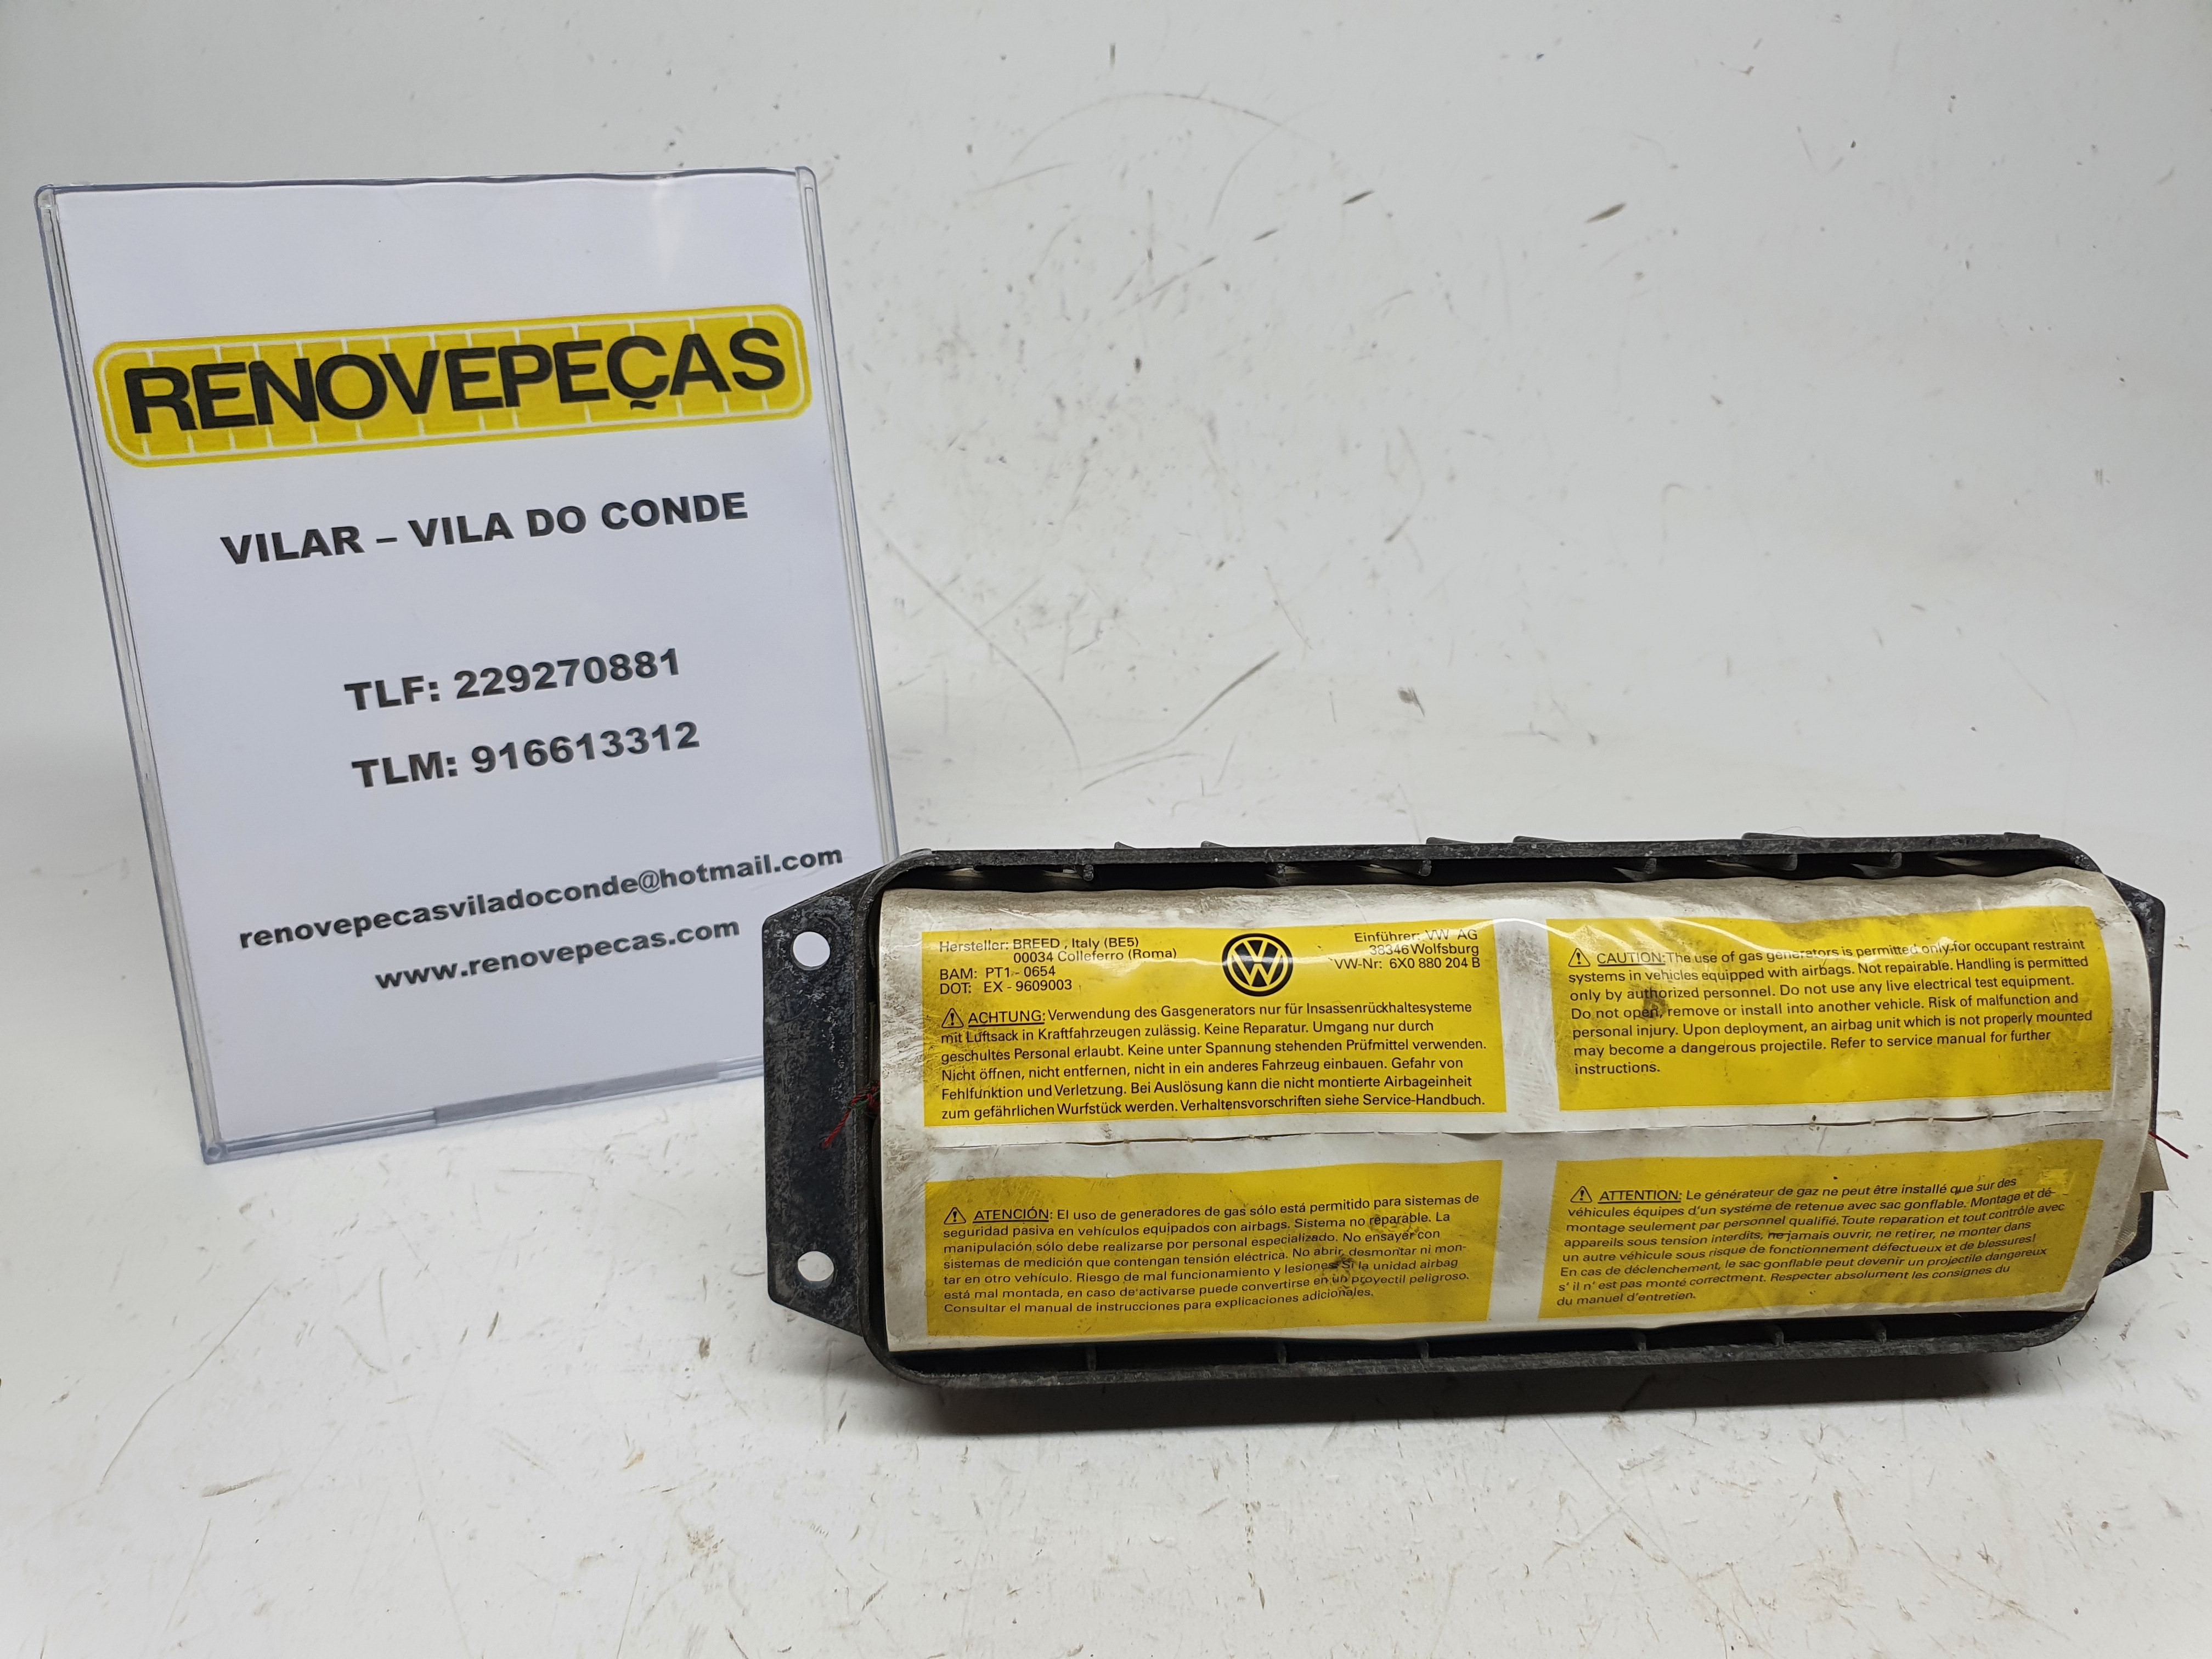 RENOVEPEÇAS
VILAR – VILA DO CONDE
TLF: 229270881
TLM: 916613312
renovepecasviladoconde@hotmail.com
www.renovepecas.com
Hersteller: BREED , Italy (BE5)
00034 Colleferro (Roma)
BAM: PT1 - 0654
DOT: EX - 9609003
Einführer: VW AG
38346 Wolfsburg
VW-Nr: 6X0 880 204 B
ACHTUNG: Verwendung des Gasgenerators nur für Insassenrückhaltesysteme
mit Luftsack in Kraftfahrzeugen zulässig. Keine Reparatur. Umgang nur durch
geschultes Personal erlaubt. Keine unter Spannung stehenden Prüfmittel verwenden.
Nicht öffnen, nicht entfernen, nicht in ein anderes Fahrzeug einbauen. Gefahr von
Fehlfunktion und Verletzung. Bei Auslösung kann die nicht montierte Airbageinheit
zum gefährlichen Wurfstück werden. Verhaltensvorschriften siehe Service-Handbuch.
CAUTION: The use of gas generators is permitted only for occupant restraint
systems in vehicles equipped with airbags. Not repairable. Handling is permitted
only by authorized personnel. Do not use any live electrical test equipment.
Do not open, remove or install into another vehicle. Risk of malfunction and
personal injury. Upon deployment, an airbag unit which is not properly mounted
may become a dangerous projectile. Refer to service manual for further
instructions.
ATENCIÓN: El uso de generadores de gas sólo está permitido para sistemas de
seguridad pasiva en vehículos equipados con airbags. Sistema no reparable. La
manipulación sólo debe realizarse por personal especializado. No ensayar con
sistemas de medición que contengan tensión eléctrica. No abrir, desmontar ni mon-
tar en otro vehículo. Riesgo de mal funcionamiento y lesiones. Si la unidad airbag
está mal montada, en caso de activarse puede convertirse en un proyectil peligroso.
Consultar el manual de instrucciones para explicaciones adicionales.
ATTENTION: Le générateur de gaz ne peut être installé que sur des
véhicules équipes d'un systéme de retenue avec sac gonflable. Montage et dé-
montage seulement par personnel qualifié. Toute reparation et tout contrôle avec
appareils sous tension interdits, ne jamais ouvrir, ne retirer, ne monter dans
un autre véhicule sous risque de fonctionnement défectueux et de blessures!
En cas de déclenchement, le sac gonflable peut devenir un projectile dangereux
s' il n' est pas monté correctment. Respecter absolument les consignes du
du manuel d'entretien.